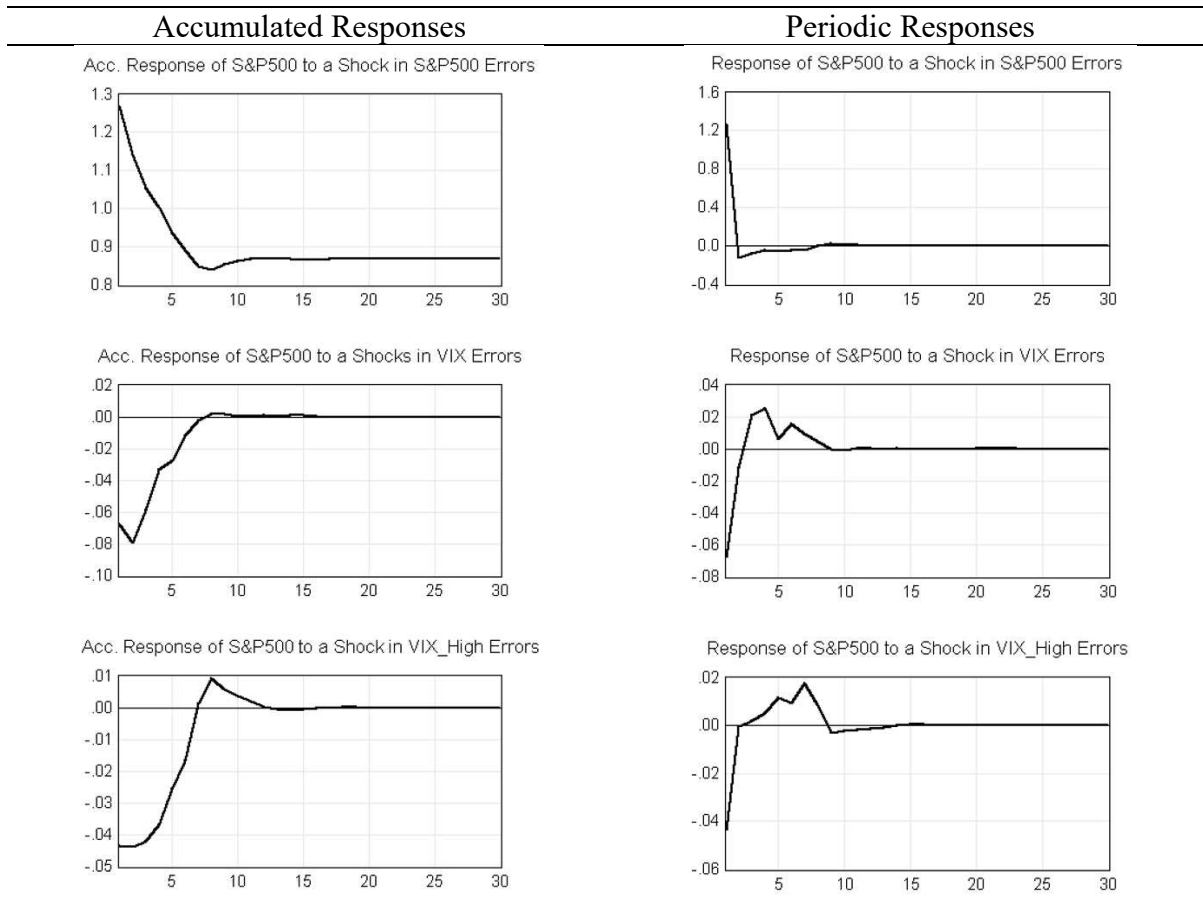 Accumulated Responses
Periodic Responses
Acc. Response of S&P500 to a Shock in S&P500 Errors
1.3
1.2
1.1
1.0
0.9
0.8
5 10 15 20 25 30
Response of S&P500 to a Shock in S&P500 Errors
1.6
1.2
0.8
0.4
0.0
-0.4
5 10 15 20 25 30
Acc. Response of S&P500 to a Shocks in VIX Errors
.02
.00
-.02
-.04
-.06
-.08
-.10
5 10 15 20 25 30
Response of S&P500 to a Shock in VIX Errors
.04
.02
.00
-.02
-.04
-.06
-.08
5 10 15 20 25 30
Acc. Response of S&P500 to a Shock in VIX_High Errors
.01
.00
-.01
-.02
-.03
-.04
-.05
5 10 15 20 25 30
Response of S&P500 to a Shock in VIX_High Errors
.02
.00
-.02
-.04
-.06
5 10 15 20 25 30